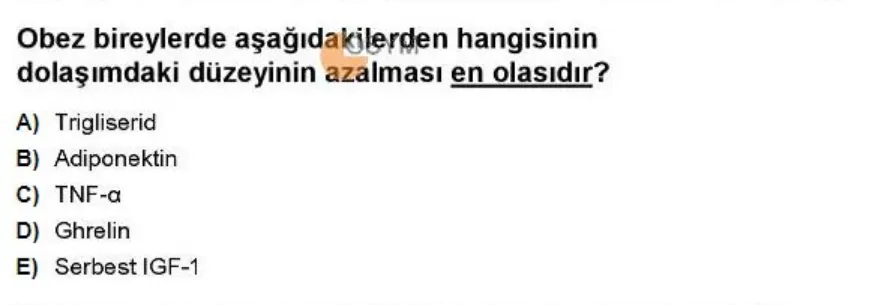 Obez bireylerde aşağıdakilerden hangisinin
dolaşımdaki düzeyinin azalması en olasıdır?
A) Trigliserid
B) Adiponektin
C) TNF-α
D) Ghrelin
E) Serbest IGF-1